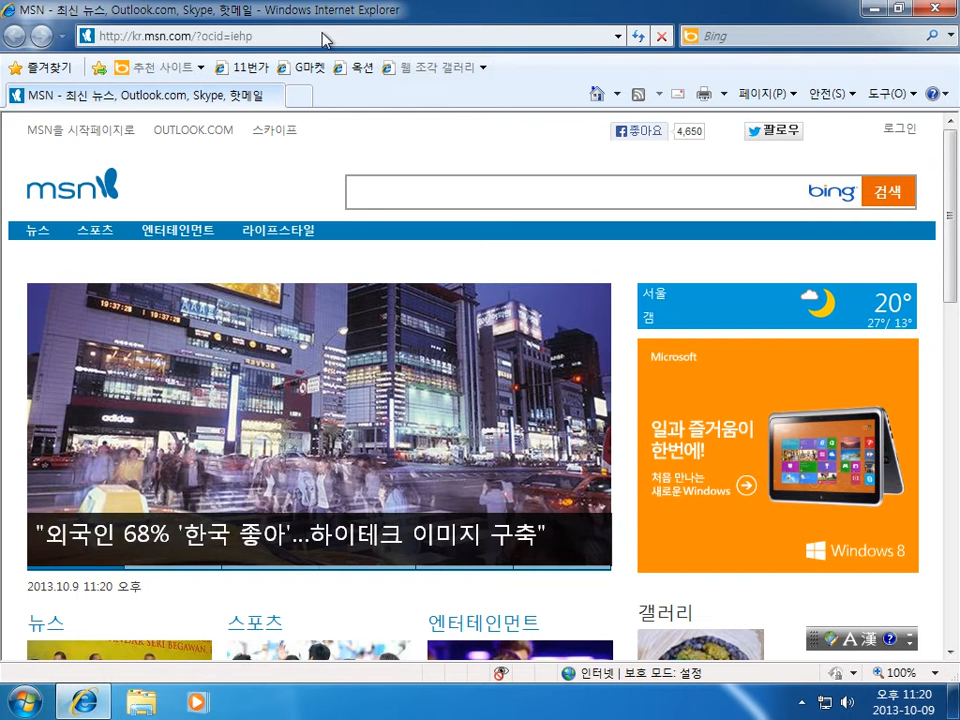 MSN - 최신 뉴스, Outlook.com, Skype, 핫메일 - Windows Internet Explorer
http://kr.msn.com/?ocid=iehp
Bing
즐겨찾기 추천 사이트 11번가 G마켓 옥션 웹 조각 갤러리
MSN - 최신 뉴스, Outlook.com, Skype, 핫메일
페이지(P) 안전(S) 도구(O)
MSN을 시작페이지로 OUTLOOK.COM 스카이프
좋아요 4,650 팔로우 로그인
msn
bing 검색
뉴스 스포츠 엔터테인먼트 라이프스타일
19:37:28
adidas
"외국인 68% '한국 좋아'...하이테크 이미지 구축"
2013.10.9 11:20 오후
서울
갬
20°
27°/ 13°
Microsoft
일과 즐거움이
한번에!
처음 만나는
새로운 Windows
Windows 8
뉴스 스포츠 엔터테인먼트 갤러리
ANDAR SERI BEGAWAN
A 漢
인터넷 | 보호 모드: 설정 100%
오후 11:20
2013-10-09